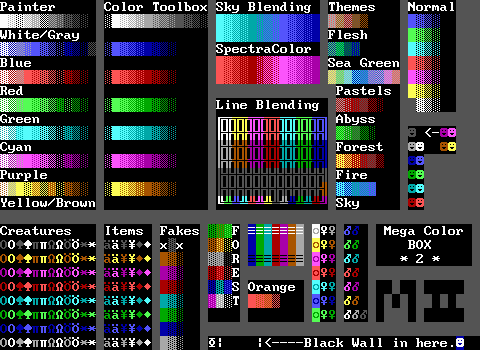 Painter
White/Gray
Blue
Red
Green
Cyan
Purple
Yellow/Brown
Color Toolbox
Sky Blending
SpectraColor
Line Blending
Themes
Flesh
Sea Green
Pastels
Abyss
Forest
Fire
Sky
Normal
<-
Creatures
Items
Fakes
FOREST
Orange
Mega Color
BOX
* 2 *
<----Black Wall in here.